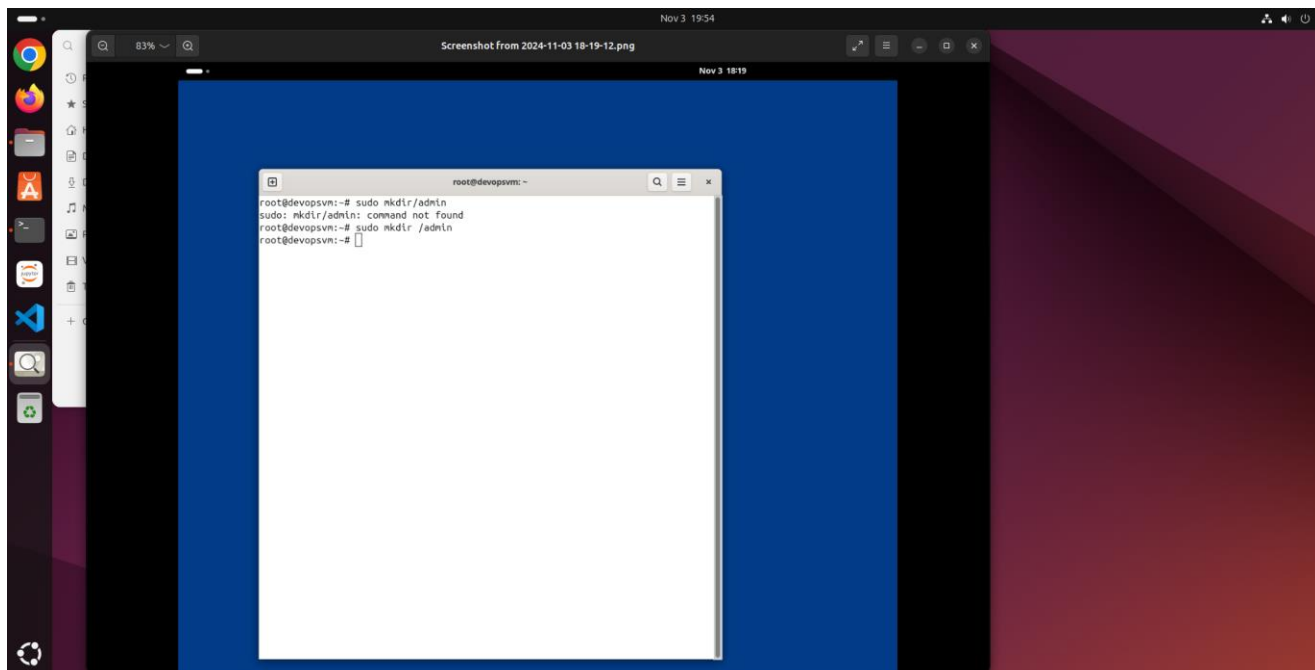 Nov 3 19:54
83%
Screenshot from 2024-11-03 18-19-12.png
Nov 3 18:19
root@devopsvm: ~
root@devopsvm:~# sudo mkdir/admin
sudo: mkdir/admin: command not found
root@devopsvm:~# sudo mkdir /admin
root@devopsvm:~#
jupyter